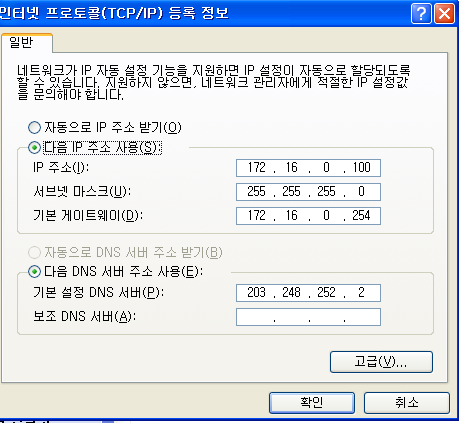 인터넷 프로토콜(TCP/IP) 등록 정보
일반
네트워크가 IP 자동 설정 기능을 지원하면 IP 설정이 자동으로 할당되도록
할 수 있습니다. 지원하지 않으면, 네트워크 관리자에게 적절한 IP 설정값
을 문의해야 합니다.
자동으로 IP 주소 받기(O)
다음 IP 주소 사용(S):
IP 주소(I): 172 . 16 . 0 . 100
서브넷 마스크(U): 255 . 255 . 255 . 0
기본 게이트웨이(D): 172 . 16 . 0 . 254
자동으로 DNS 서버 주소 받기(B)
다음 DNS 서버 주소 사용(E):
기본 설정 DNS 서버(P): 203 . 248 . 252 . 2
보조 DNS 서버(A): . . .
고급(V)...
확인 취소